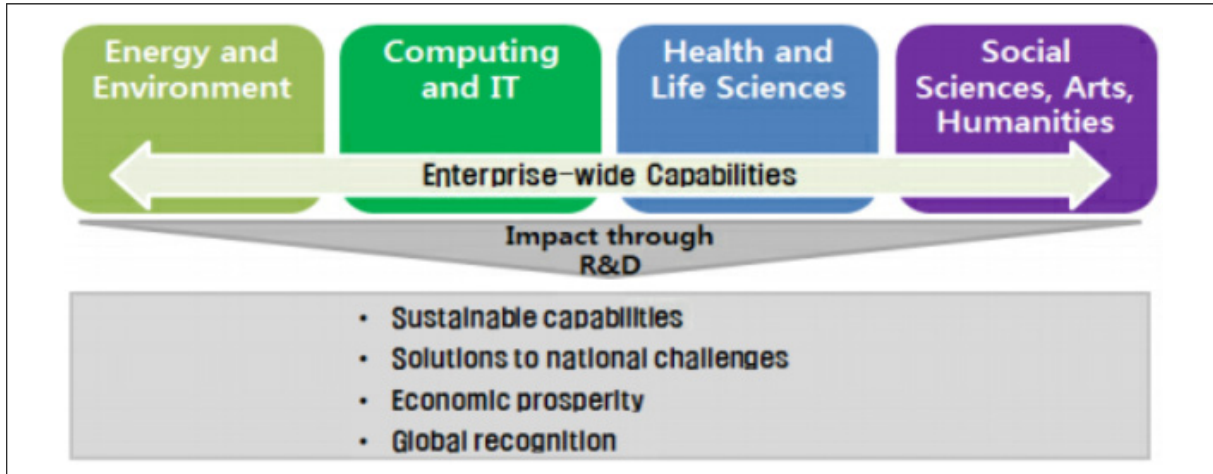 Energy and
Environment
Computing
and IT
Health and
Life Sciences
Social
Sciences, Arts,
Humanities
Enterprise-wide Capabilities
Impact through
R&D
• Sustainable capabilities
• Solutions to national challenges
• Economic prosperity
• Global recognition